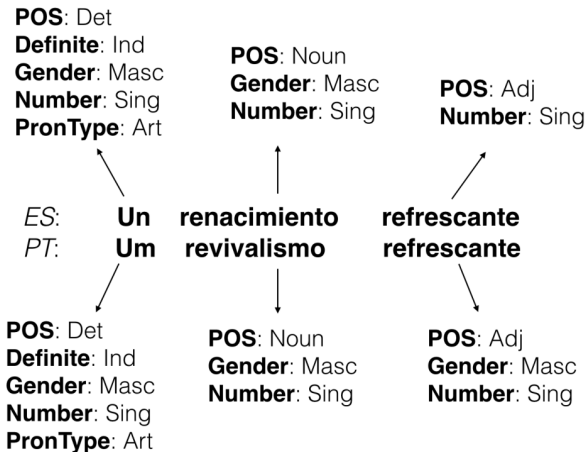 POS: Det
Definite: Ind
Gender: Masc
Number: Sing
PronType: Art
POS: Noun
Gender: Masc
Number: Sing
POS: Adj
Number: Sing
ES: Un renacimiento refrescante
PT: Um revivalismo refrescante
POS: Det
Definite: Ind
Gender: Masc
Number: Sing
PronType: Art
POS: Noun
Gender: Masc
Number: Sing
POS: Adj
Gender: Masc
Number: Sing